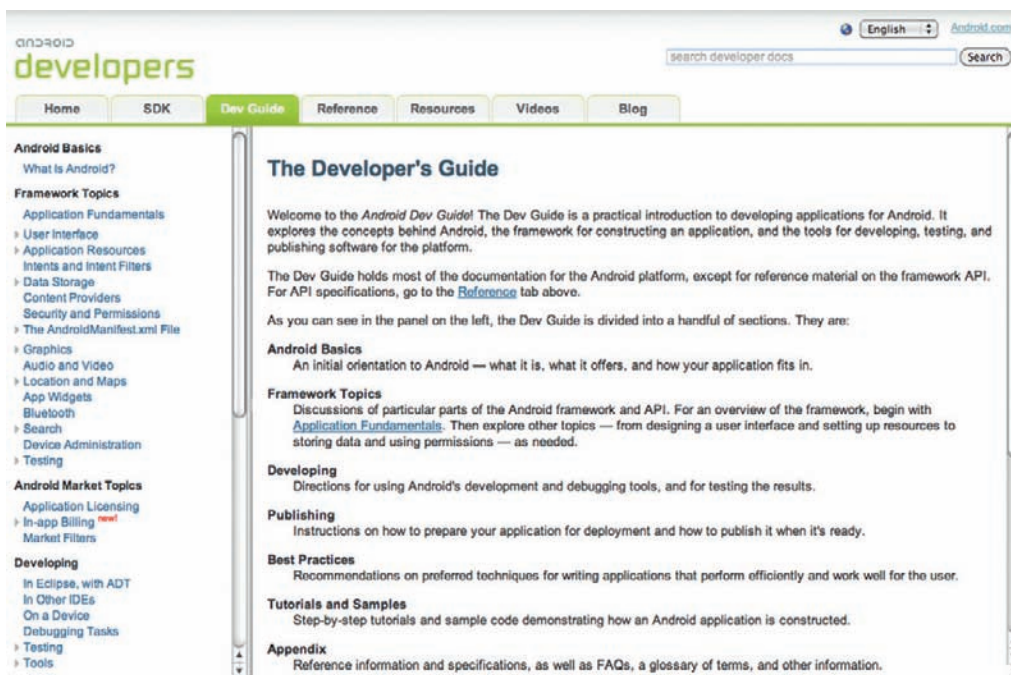 English
Android.com
android
developers
search developer docs
Search
Home
SDK
Dev Guide
Reference
Resources
Videos
Blog
Android Basics
What Is Android?
Framework Topics
Application Fundamentals
User Interface
Application Resources
Intents and Intent Filters
Data Storage
Content Providers
Security and Permissions
The AndroidManifest.xml File
Graphics
Audio and Video
Location and Maps
App Widgets
Bluetooth
Search
Device Administration
Testing
Android Market Topics
Application Licensing
In-app Billing new!
Market Filters
Developing
In Eclipse, with ADT
In Other IDEs
On a Device
Debugging Tasks
Testing
Tools
The Developer's Guide
Welcome to the Android Dev Guide! The Dev Guide is a practical introduction to developing applications for Android. It
explores the concepts behind Android, the framework for constructing an application, and the tools for developing, testing, and
publishing software for the platform.
The Dev Guide holds most of the documentation for the Android platform, except for reference material on the framework API.
For API specifications, go to the Reference tab above.
As you can see in the panel on the left, the Dev Guide is divided into a handful of sections. They are:
Android Basics
An initial orientation to Android — what it is, what it offers, and how your application fits in.
Framework Topics
Discussions of particular parts of the Android framework and API. For an overview of the framework, begin with
Application Fundamentals. Then explore other topics — from designing a user interface and setting up resources to
storing data and using permissions — as needed.
Developing
Directions for using Android's development and debugging tools, and for testing the results.
Publishing
Instructions on how to prepare your application for deployment and how to publish it when it's ready.
Best Practices
Recommendations on preferred techniques for writing applications that perform efficiently and work well for the user.
Tutorials and Samples
Step-by-step tutorials and sample code demonstrating how an Android application is constructed.
Appendix
Reference information and specifications, as well as FAQs, a glossary of terms, and other information.